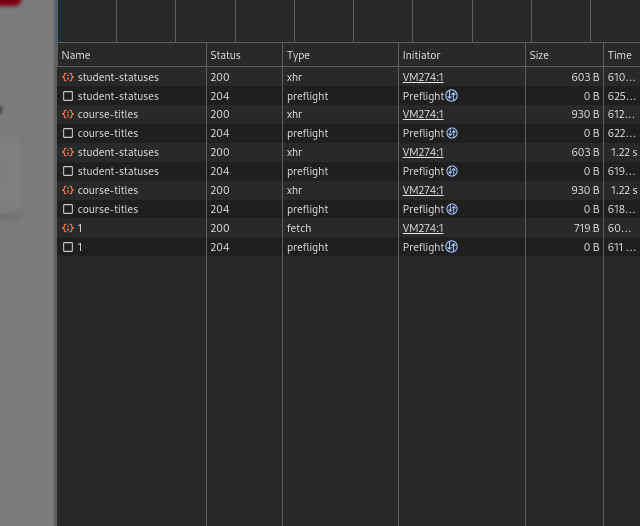 Name Status Type Initiator Size Time
student-statuses 200 xhr VM274:1 603 B 610...
student-statuses 204 preflight Preflight 0 B 625...
course-titles 200 xhr VM274:1 930 B 612...
course-titles 204 preflight Preflight 0 B 622...
student-statuses 200 xhr VM274:1 603 B 1.22 s
student-statuses 204 preflight Preflight 0 B 619...
course-titles 200 xhr VM274:1 930 B 1.22 s
course-titles 204 preflight Preflight 0 B 618...
1 200 fetch VM274:1 719 B 60...
1 204 preflight Preflight 0 B 611 ...